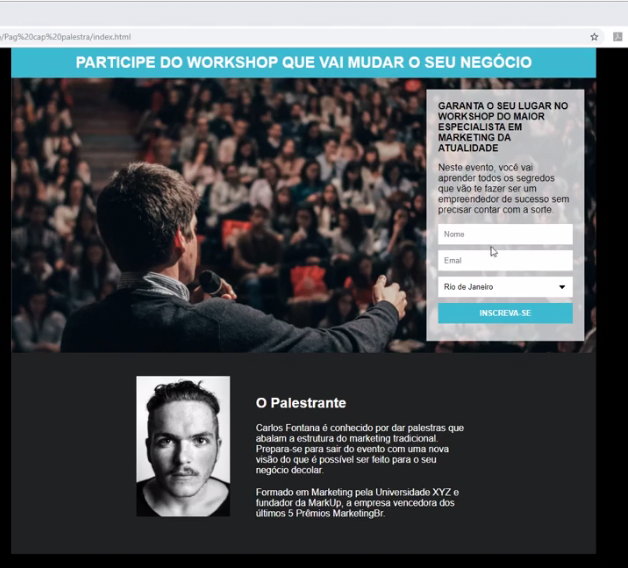 /Pag%20cap%20palestra/index.html
PARTICIPE DO WORKSHOP QUE VAI MUDAR O SEU NEGÓCIO
GARANTA O SEU LUGAR NO
WORKSHOP DO MAIOR
ESPECIALISTA EM
MARKETING DA
ATUALIDADE
Neste evento, você vai
aprender todos os segredos
que vão te fazer ser um
empreendedor de sucesso sem
precisar contar com a sorte.
Nome
Emal
Rio de Janeiro
INSCREVA-SE
O Palestrante
Carlos Fontana é conhecido por dar palestras que
abalam a estrutura do marketing tradicional.
Prepara-se para sair do evento com uma nova
visão do que é possível ser feito para o seu
negócio decolar.
Formado em Marketing pela Universidade XYZ e
fundador da MarkUp, a empresa vencedora dos
últimos 5 Prêmios MarketingBr.